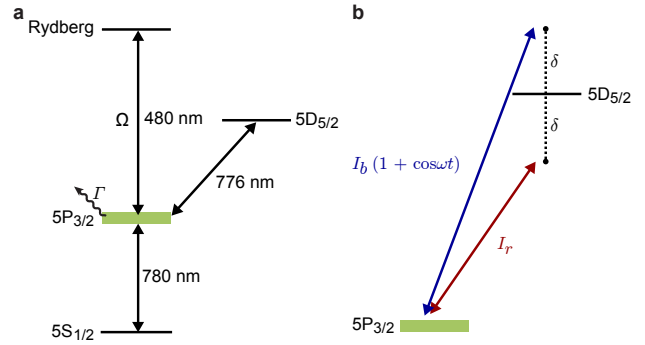 a
Rydberg
Ω
480 nm
5D5/2
776 nm
Γ
5P3/2
780 nm
5S1/2
b
δ
5D5/2
δ
Ib (1 + cosωt)
Ir
5P3/2